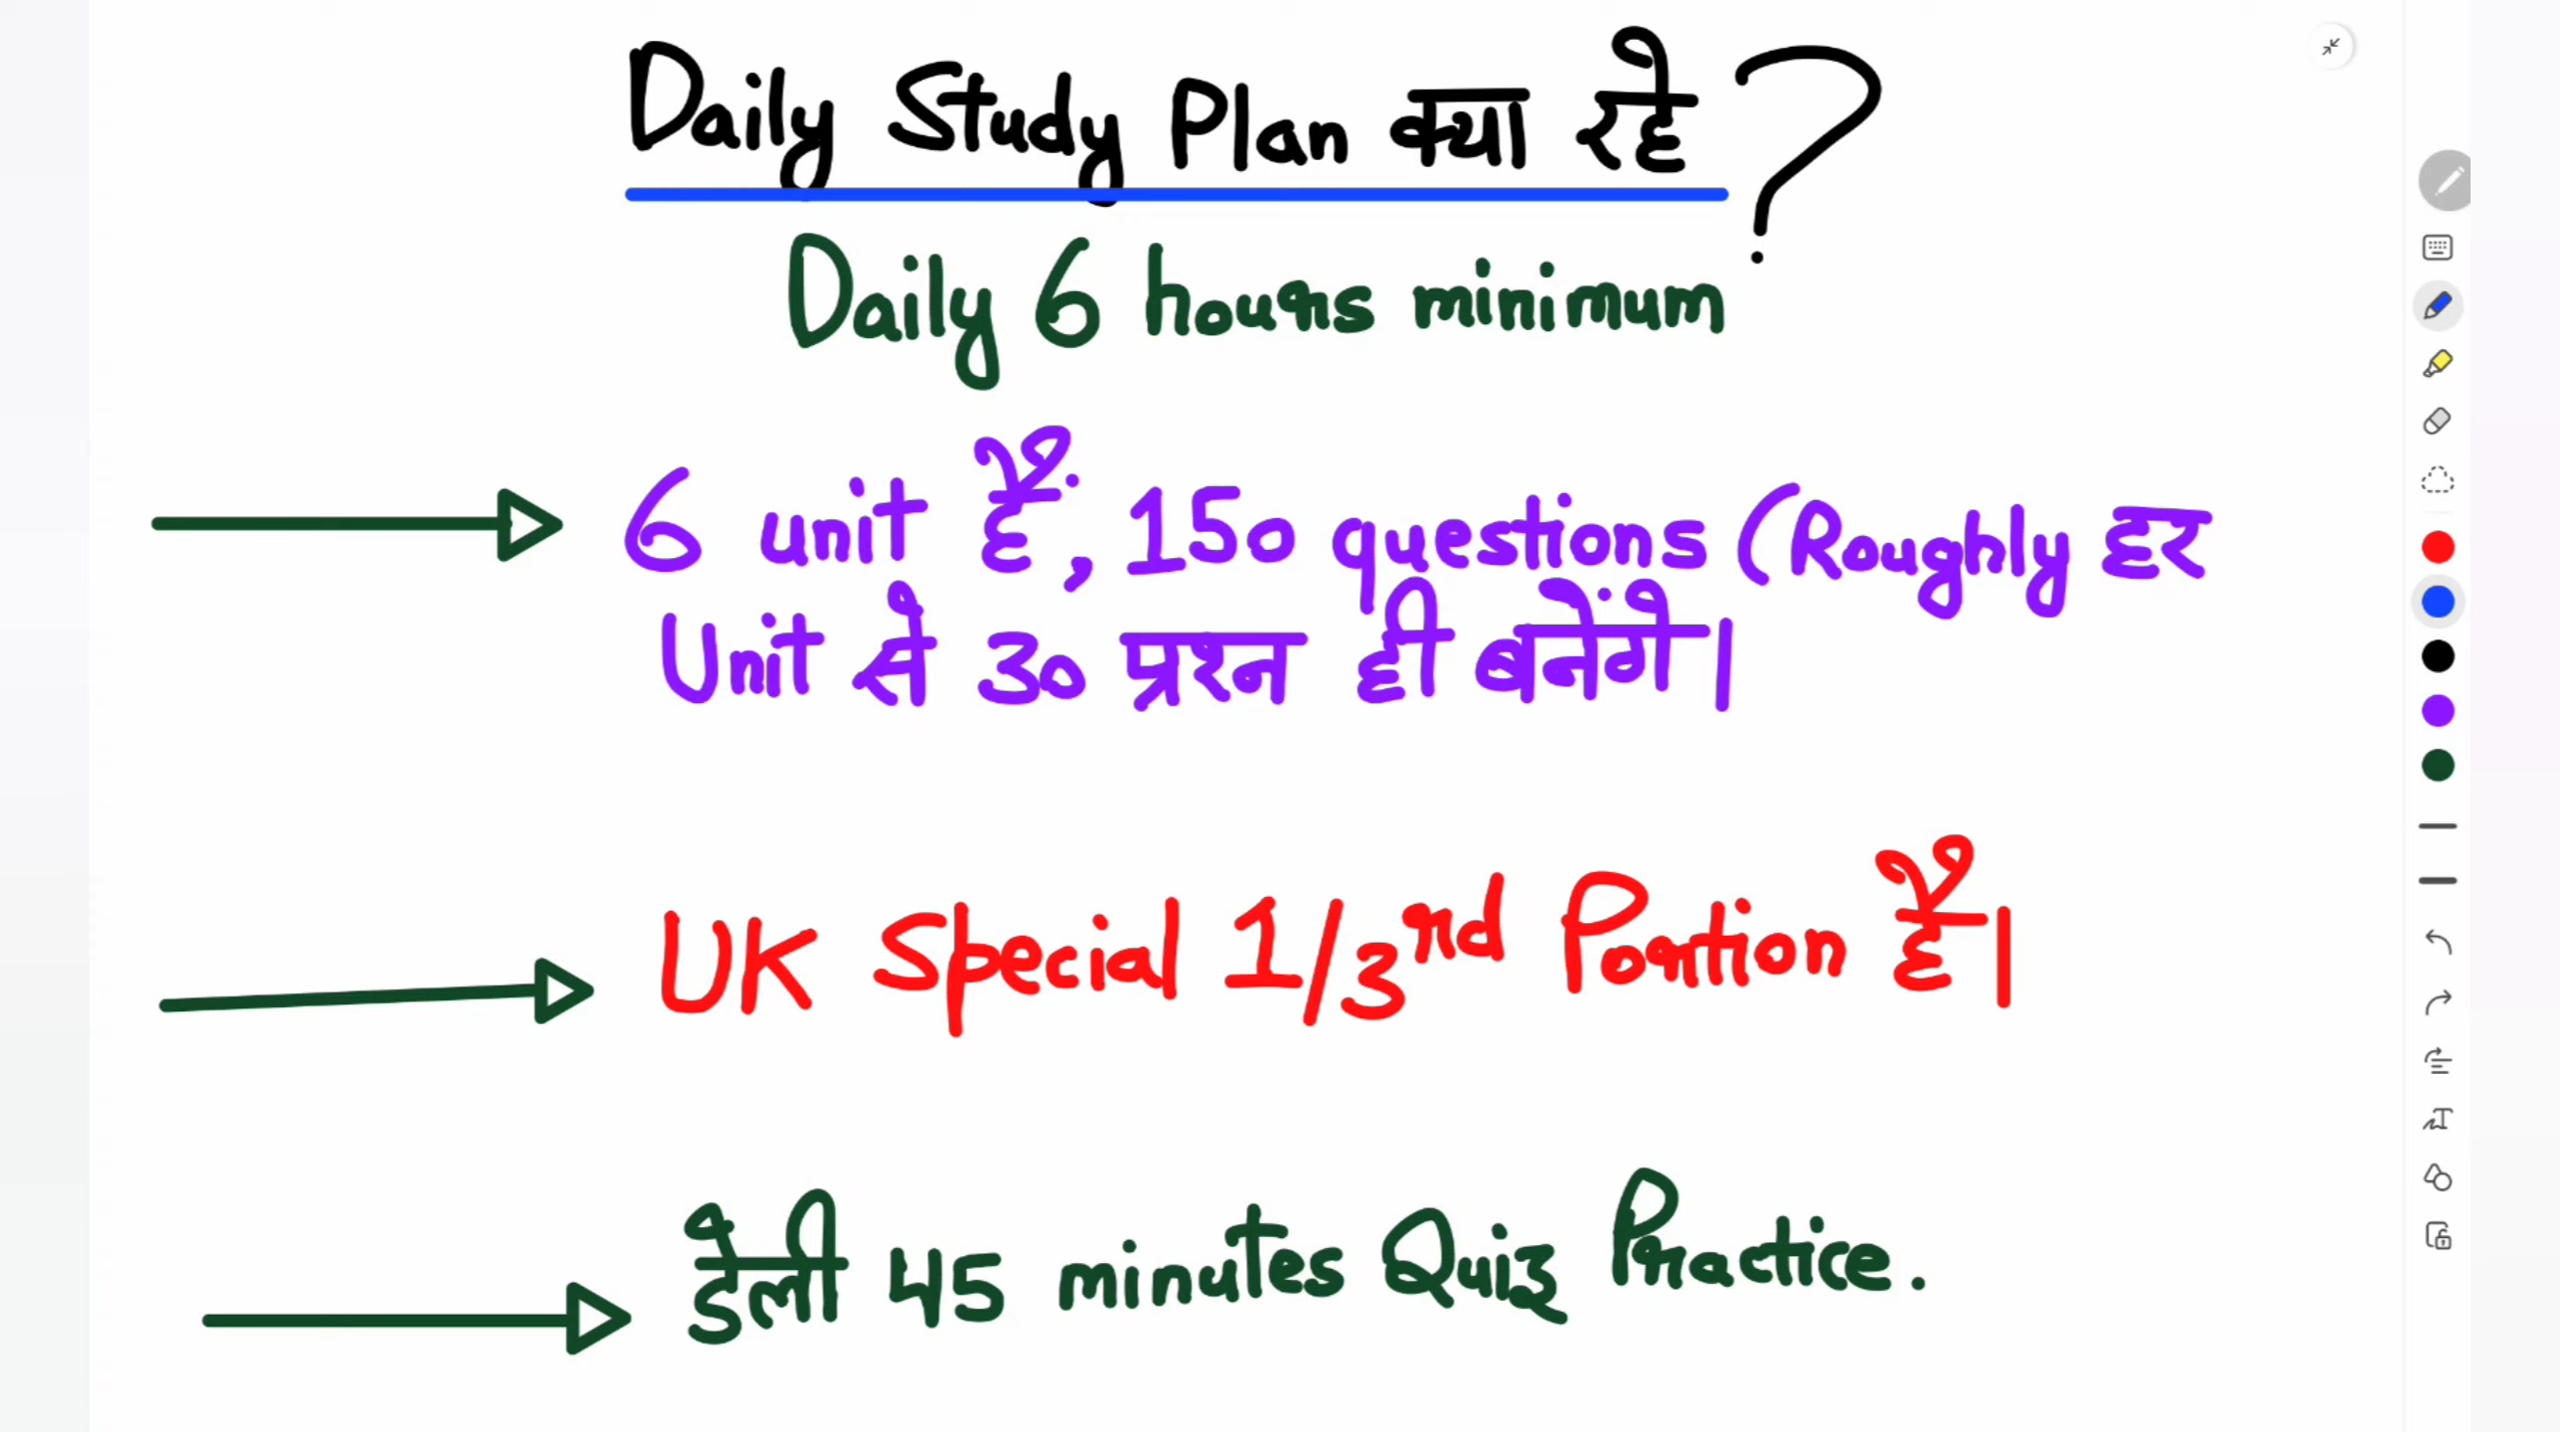 Daily Study Plan क्या रहे?
Daily 6 hours minimum
6 unit हैं, 150 questions (Roughly हर
Unit से 30 प्रश्न ही बनेंगे।
UK Special 1/3rd Portion है।
डेली 45 minutes Quiz Practice.